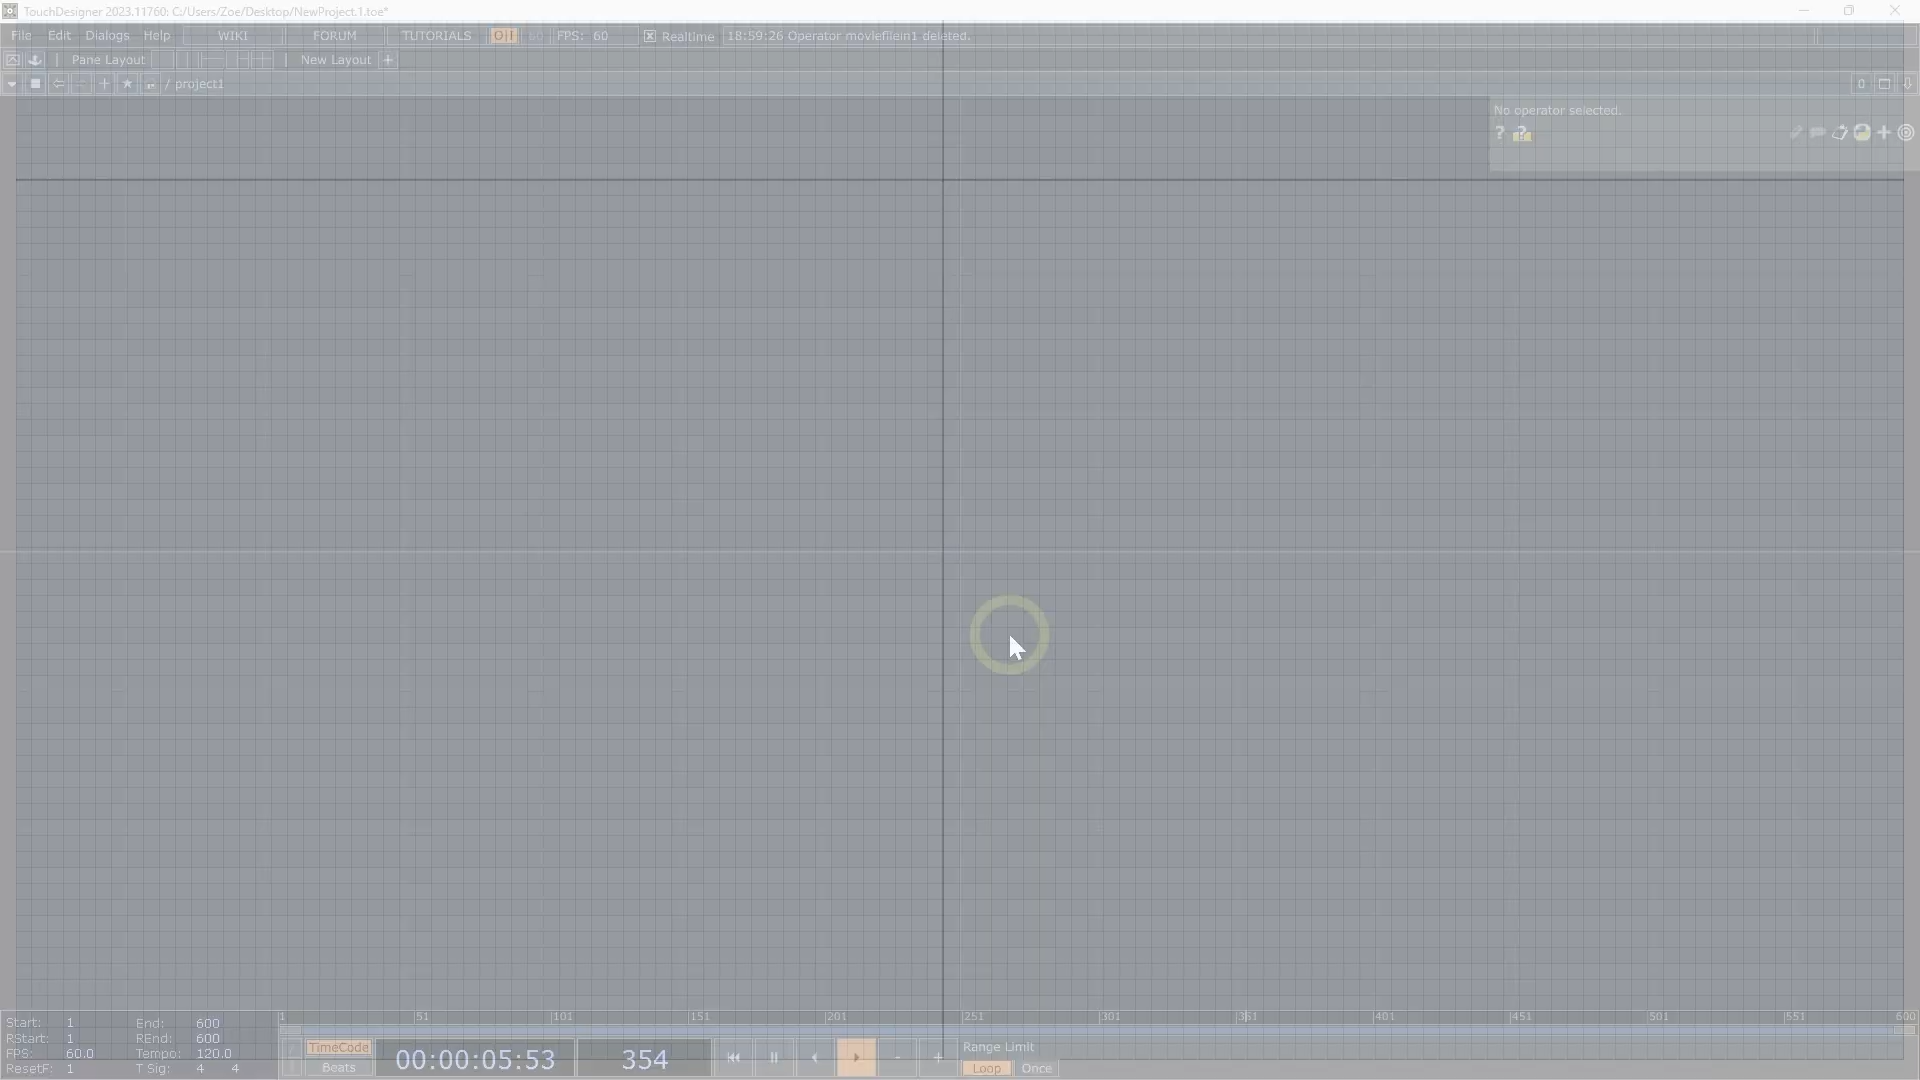 TouchDesigner 2023.11760: C:/Users/Zoe/Desktop/NewProject.1.toe*
File Edit Dialogs Help WIKI FORUM TUTORIALS O|I 60 FPS: 60 Realtime 18:59:26 Operator moviefilein1 deleted.
Pane Layout New Layout +
/ project1
0
No operator selected.
? ?
1 51 101 151 201 251 301 351 401 451 501 551 600
Start: 1 End: 600
RStart: 1 REnd: 600
FPS: 60.0 Tempo: 120.0
ResetF: 1 T Sig: 4 4
TimeCode
Beats
00:00:05:53 354
- +
Range Limit
Loop Once